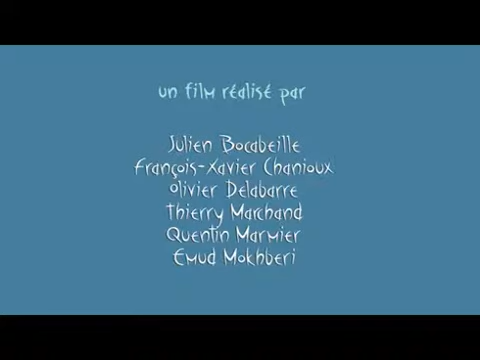 un film réalisé par
Julien Bocabeille
François-Xavier Chanioux
Olivier Delabarre
Thierry Marchand
Quentin Marmier
Emud Mokhberi